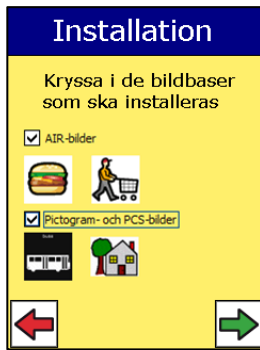 Installation
Kryssa i de bildbaser
som ska installeras
AIR-bilder
Pictogram- och PCS-bilder